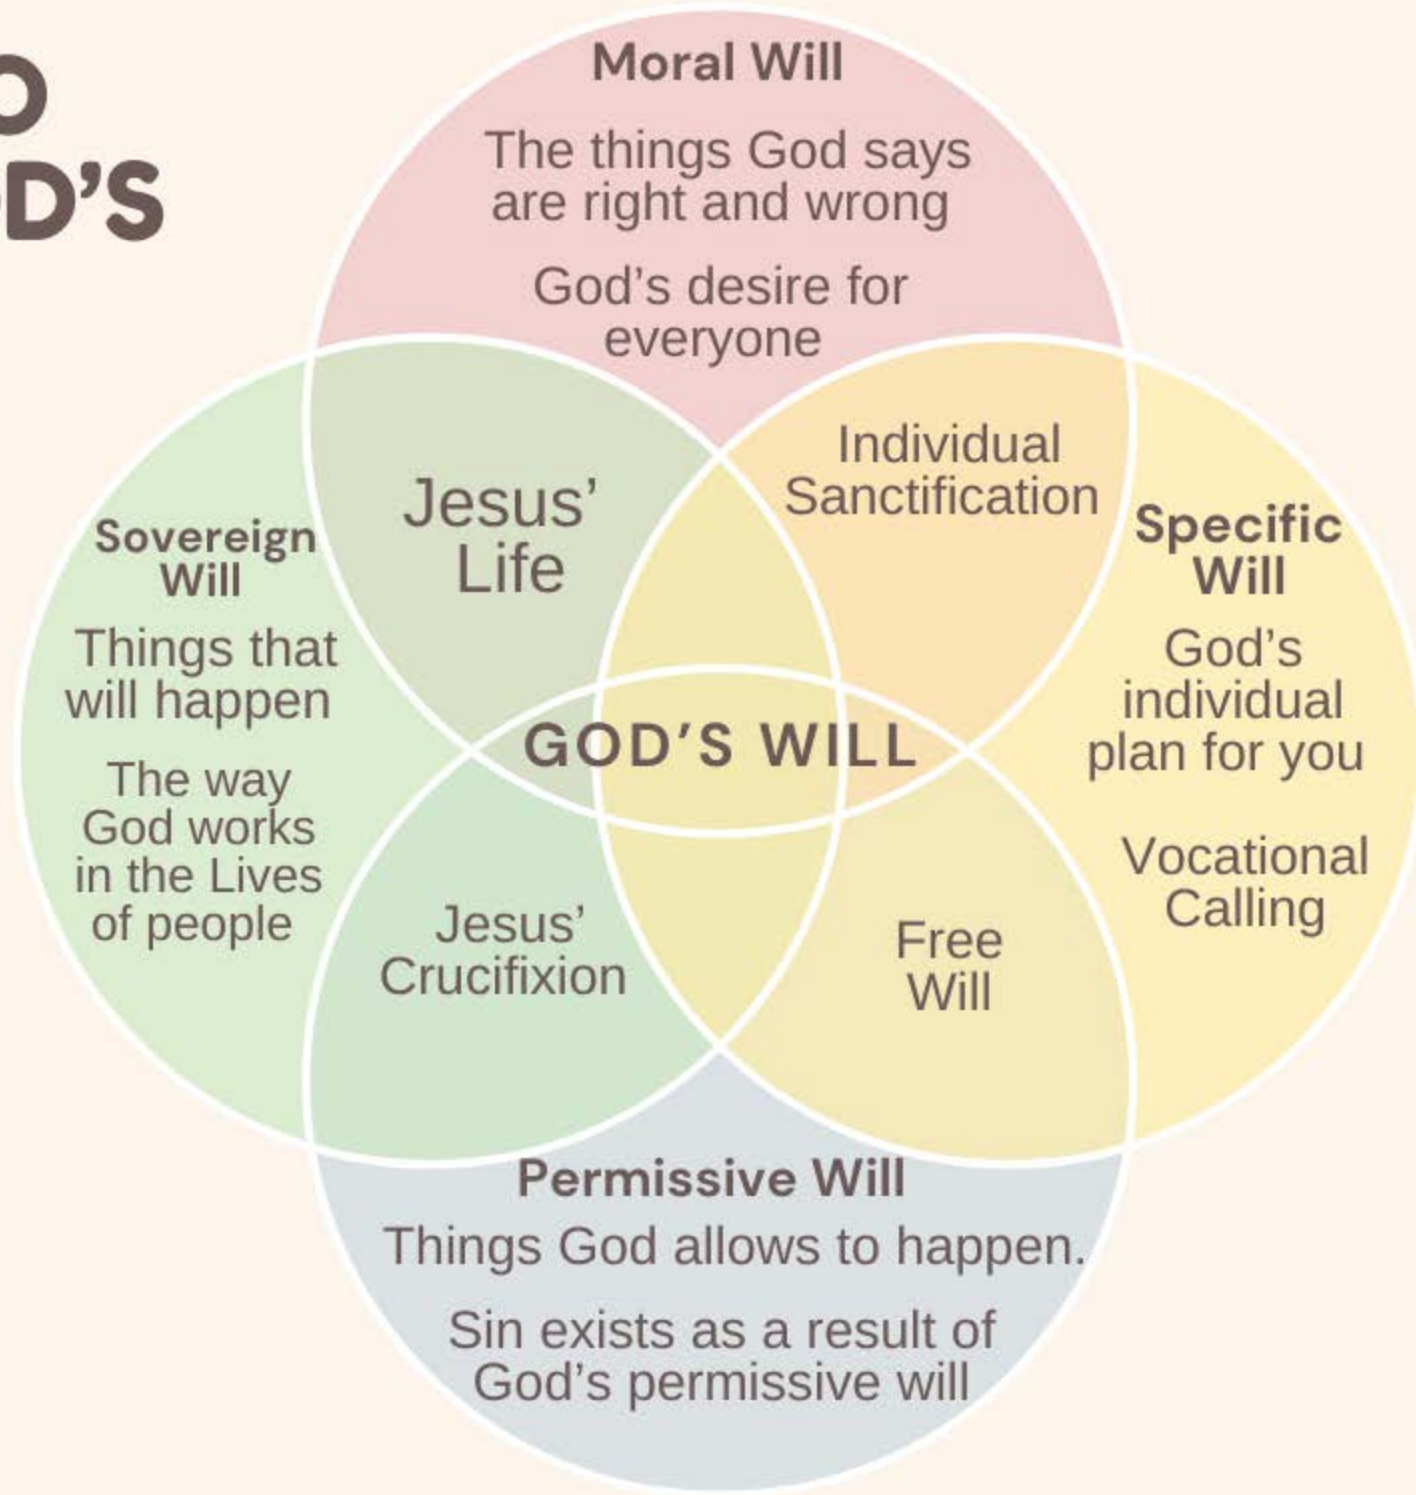 O
D'S
Moral Will
The things God says
are right and wrong
God's desire for
everyone
Jesus'
Life
Individual
Sanctification
Sovereign
Will
Things that
will happen
The way
God works
in the Lives
of people
Specific
Will
God's
individual
plan for you
Vocational
Calling
GOD'S WILL
Jesus'
Crucifixion
Free
Will
Permissive Will
Things God allows to happen.
Sin exists as a result of
God's permissive will